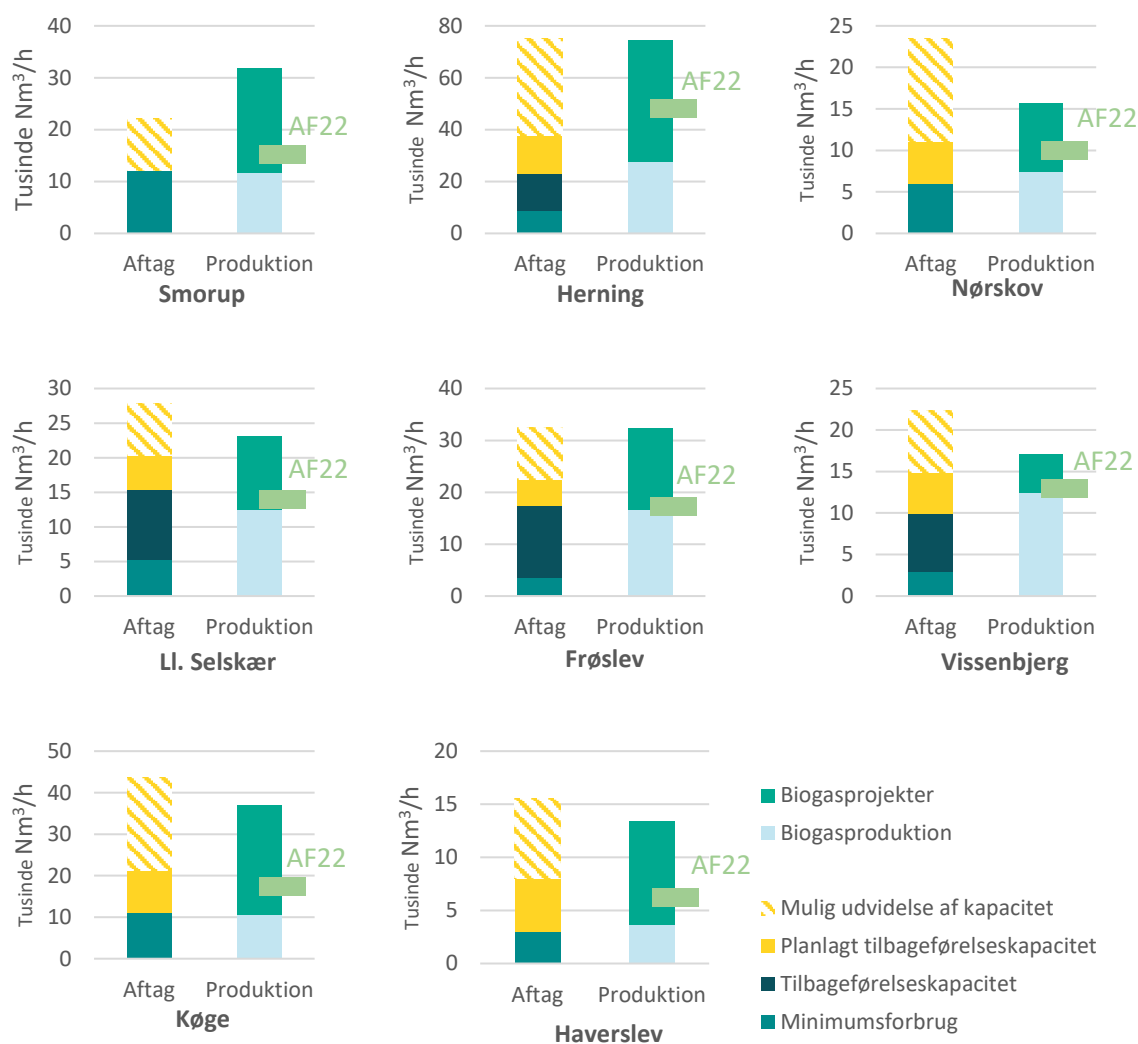 Tusinde Nm³/h
40
30
20
10
0
AF22
Aftag
Produktion
Smorup
Tusinde Nm³/h
80
60
40
20
0
AF22
Aftag
Produktion
Herning
Tusinde Nm³/h
25
20
15
10
5
0
AF22
Aftag
Produktion
Nørskov
Tusinde Nm³/h
30
25
20
15
10
5
0
AF22
Aftag
Produktion
Ll. Selskær
Tusinde Nm³/h
40
30
20
10
0
AF22
Aftag
Produktion
Frøslev
Tusinde Nm³/h
25
20
15
10
5
0
AF22
Aftag
Produktion
Vissenbjerg
Tusinde Nm³/h
50
40
30
20
10
0
AF22
Aftag
Produktion
Køge
Tusinde Nm³/h
20
15
10
5
0
AF22
Aftag
Produktion
Haverslev
Biogasprojekter
Biogasproduktion
Mulig udvidelse af kapacitet
Planlagt tilbageførelseskapacitet
Tilbageførelseskapacitet
Minimumsforbrug